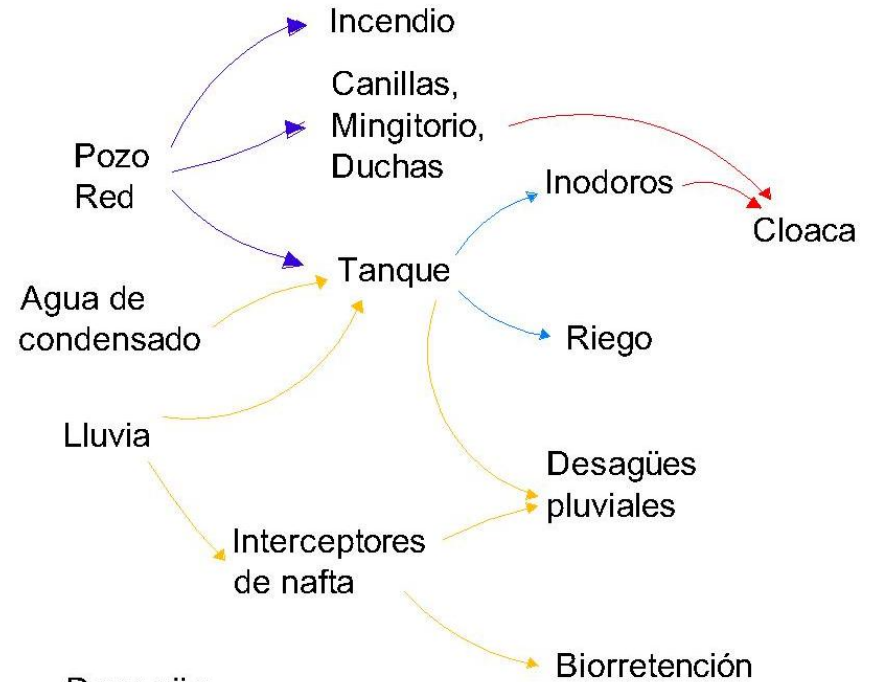 Incendio
Canillas,
Mingitorio,
Duchas
Pozo
Red
Inodoros
Cloaca
Tanque
Agua de
condensado
Riego
Lluvia
Desagües
pluviales
Interceptores
de nafta
Biorretención